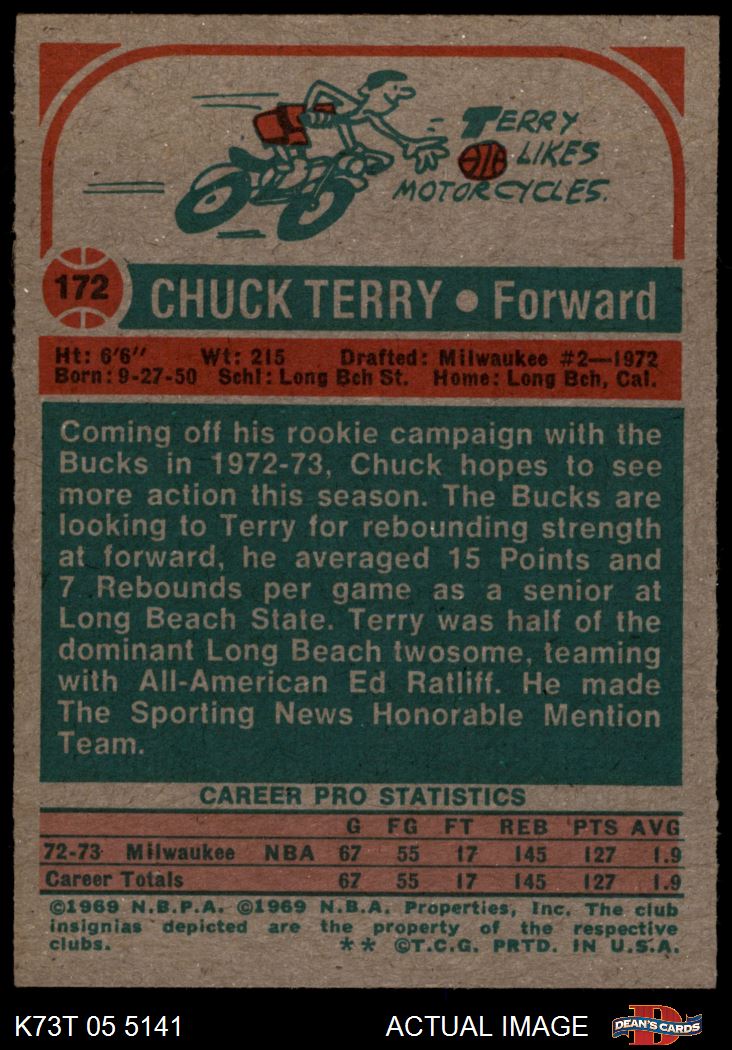 TERRY
LIKES
MOTORCYCLES.
172
CHUCK TERRY • Forward
Ht: 6'6" Wt: 215 Drafted: Milwaukee #2—1972
Born: 9-27-50 Schl: Long Bch St. Home: Long Bch, Cal.
Coming off his rookie campaign with the
Bucks in 1972-73, Chuck hopes to see
more action this season. The Bucks are
looking to Terry for rebounding strength
at forward, he averaged 15 Points and
7 Rebounds per game as a senior at
Long Beach State. Terry was half of the
dominant Long Beach twosome, teaming
with All-American Ed Ratliff. He made
The Sporting News Honorable Mention
Team.
CAREER PRO STATISTICS
G FG FT REB PTS AVG
72-73 Milwaukee NBA 67 55 17 145 127 1.9
Career Totals 67 55 17 145 127 1.9
©1969 N.B.P.A. ©1969 N.B.A. Properties, Inc. The club
insignias depicted are the property of the respective
clubs. ** ©T.C.G. PRTD. IN U.S.A.
K73T 05 5141 ACTUAL IMAGE D DEAN'S CARDS